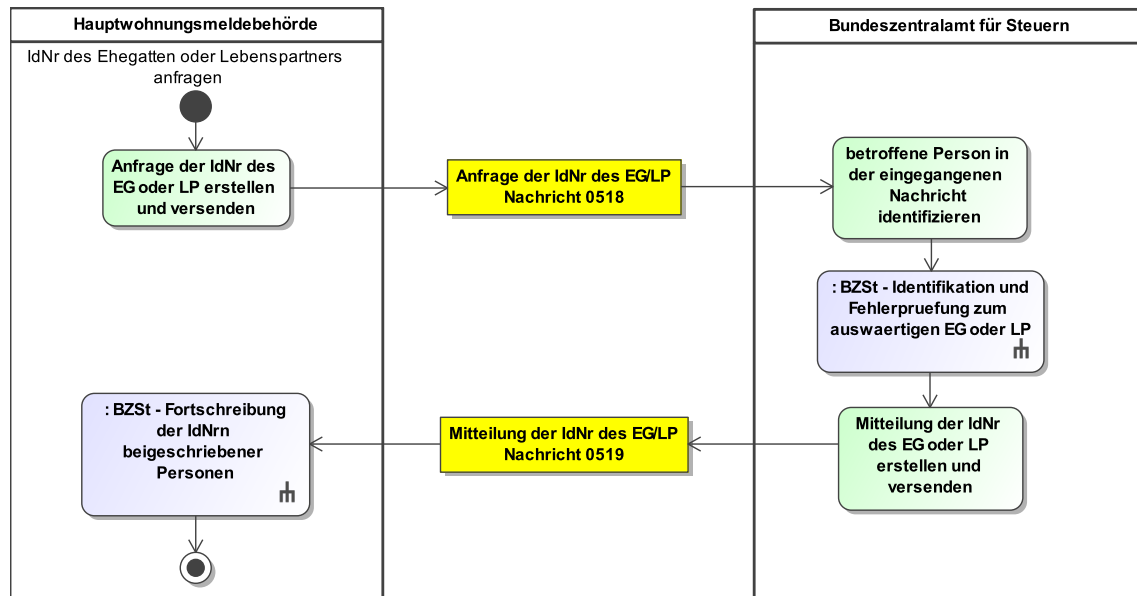 Hauptwohnungsmeldebehörde
Bundeszentralamt für Steuern
IdNr des Ehegatten oder Lebenspartners
anfragen
Anfrage der IdNr des
EG oder LP erstellen
und versenden
Anfrage der IdNr des EG/LP
Nachricht 0518
betroffene Person in
der eingegangenen
Nachricht
identifizieren
: BZSt - Identifikation und
Fehlerpruefung zum
auswaertigen EG oder LP
Mitteilung der IdNr
des EG oder LP
erstellen und
versenden
Mitteilung der IdNr des EG/LP
Nachricht 0519
: BZSt - Fortschreibung
der IdNrn
beigeschriebener
Personen